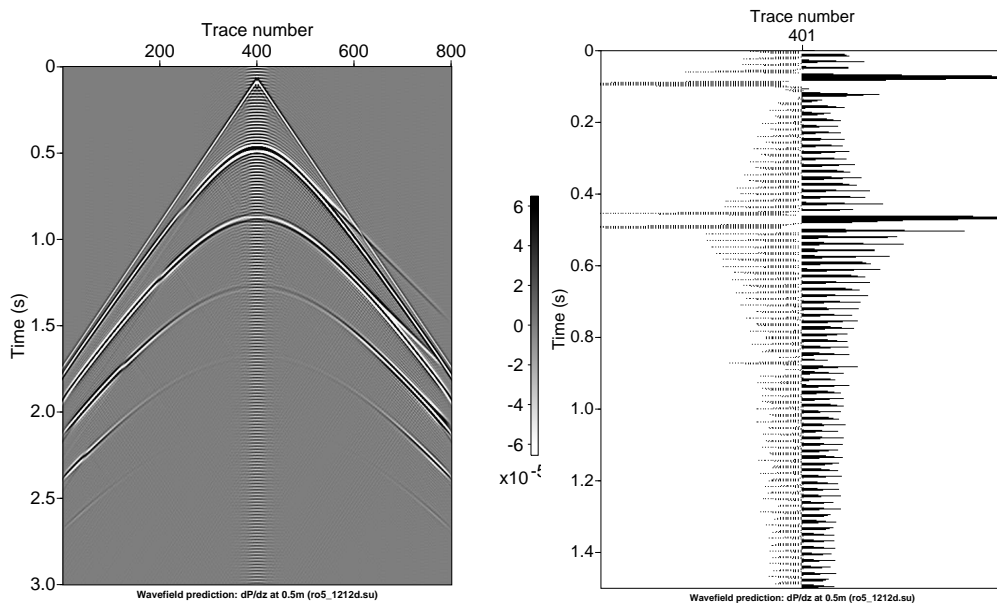 Trace number
200 400 600 800
0
0.5
1.0
1.5
2.0
2.5
3.0
Time (s)
Wavefield prediction: dP/dz at 0.5m (ro5_1212d.su)
6
4
2
0
-2
-4
-6
x10
Trace number
401
0
0.2
0.4
0.6
0.8
1.0
1.2
1.4
Time (s)
Wavefield prediction: dP/dz at 0.5m (ro5_1212d.su)